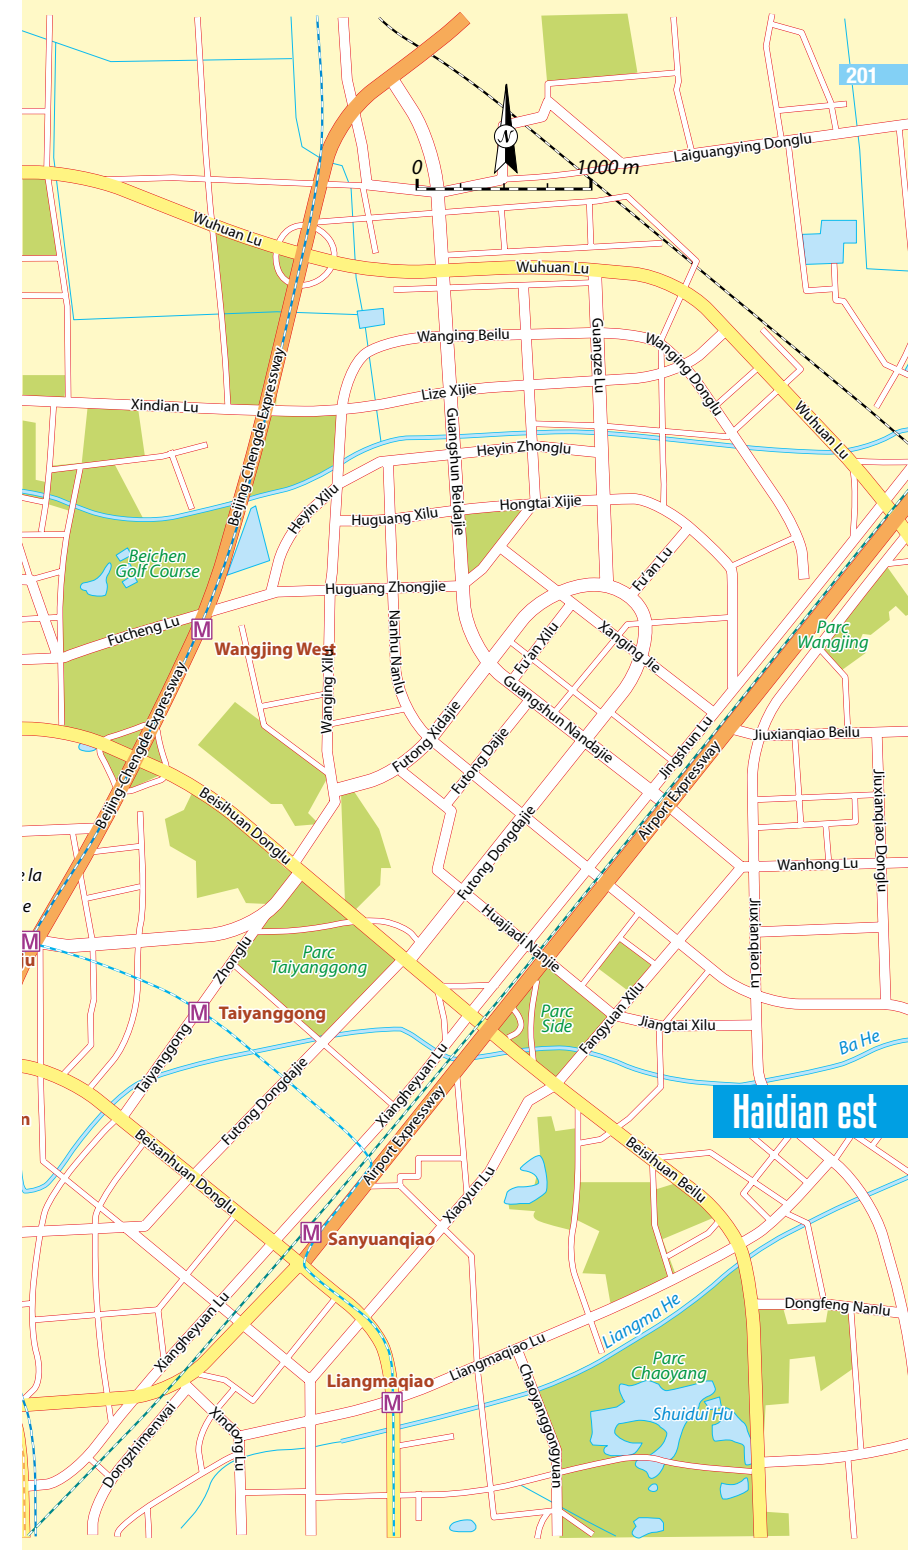 201
Laiguangying Donglu
N
0
1000 m
Wuhuan Lu
Wuhuan Lu
Wanging Beilu
Guangze Lu
Wanging Donglu
Lize Xijie
Xindian Lu
Beijing-Chengde Expressway
Guangshun Beidajie
Wuhuan Lu
Heyin Zhonglu
Heyin Xilu
Huguang Xilu
Hongtai Xijie
Beichen
Golf Course
Fu'an Lu
Huguang Zhongjie
Fucheng Lu
M
Wangjing West
Nanhu Nanlu
Fu'an Xilu
Xanging Jie
Parc
Wangjing
Wanging Xilu
Beijing-Chengde Expressway
Futong Xidajie
Guangshun Nandajie
Futong Dajie
Jingshun Lu
Jiuxianqiao Beilu
Airport Expressway
Beisihuan Donglu
Jiuxianqiao Donglu
Futong Dongdajie
Wanhong Lu
la
e
M
Huajiadi Nanjie
Jiuxianqiao Lu
Zhonglu
Parc
Taiyanggong
M
Taiyanggong
Parc
Side
Fangyuan Xilu
Jiangtai Xilu
Taiyanggong
Xiangheyuan Lu
Ba He
Futong Dongdajie
Airport Expressway
Haidian est
n
Beisanhuan Donglu
Beisihuan Beilu
Xiaoyun Lu
M
Sanyuanqiao
Xiangheyuan Lu
Liangma He
Dongfeng Nanlu
Liangmaqiao Lu
Liangmaqiao
M
Parc
Chaoyang
Shuidui Hu
Chaoyanggongyuan
Xindong Lu
Dongzhimenwai